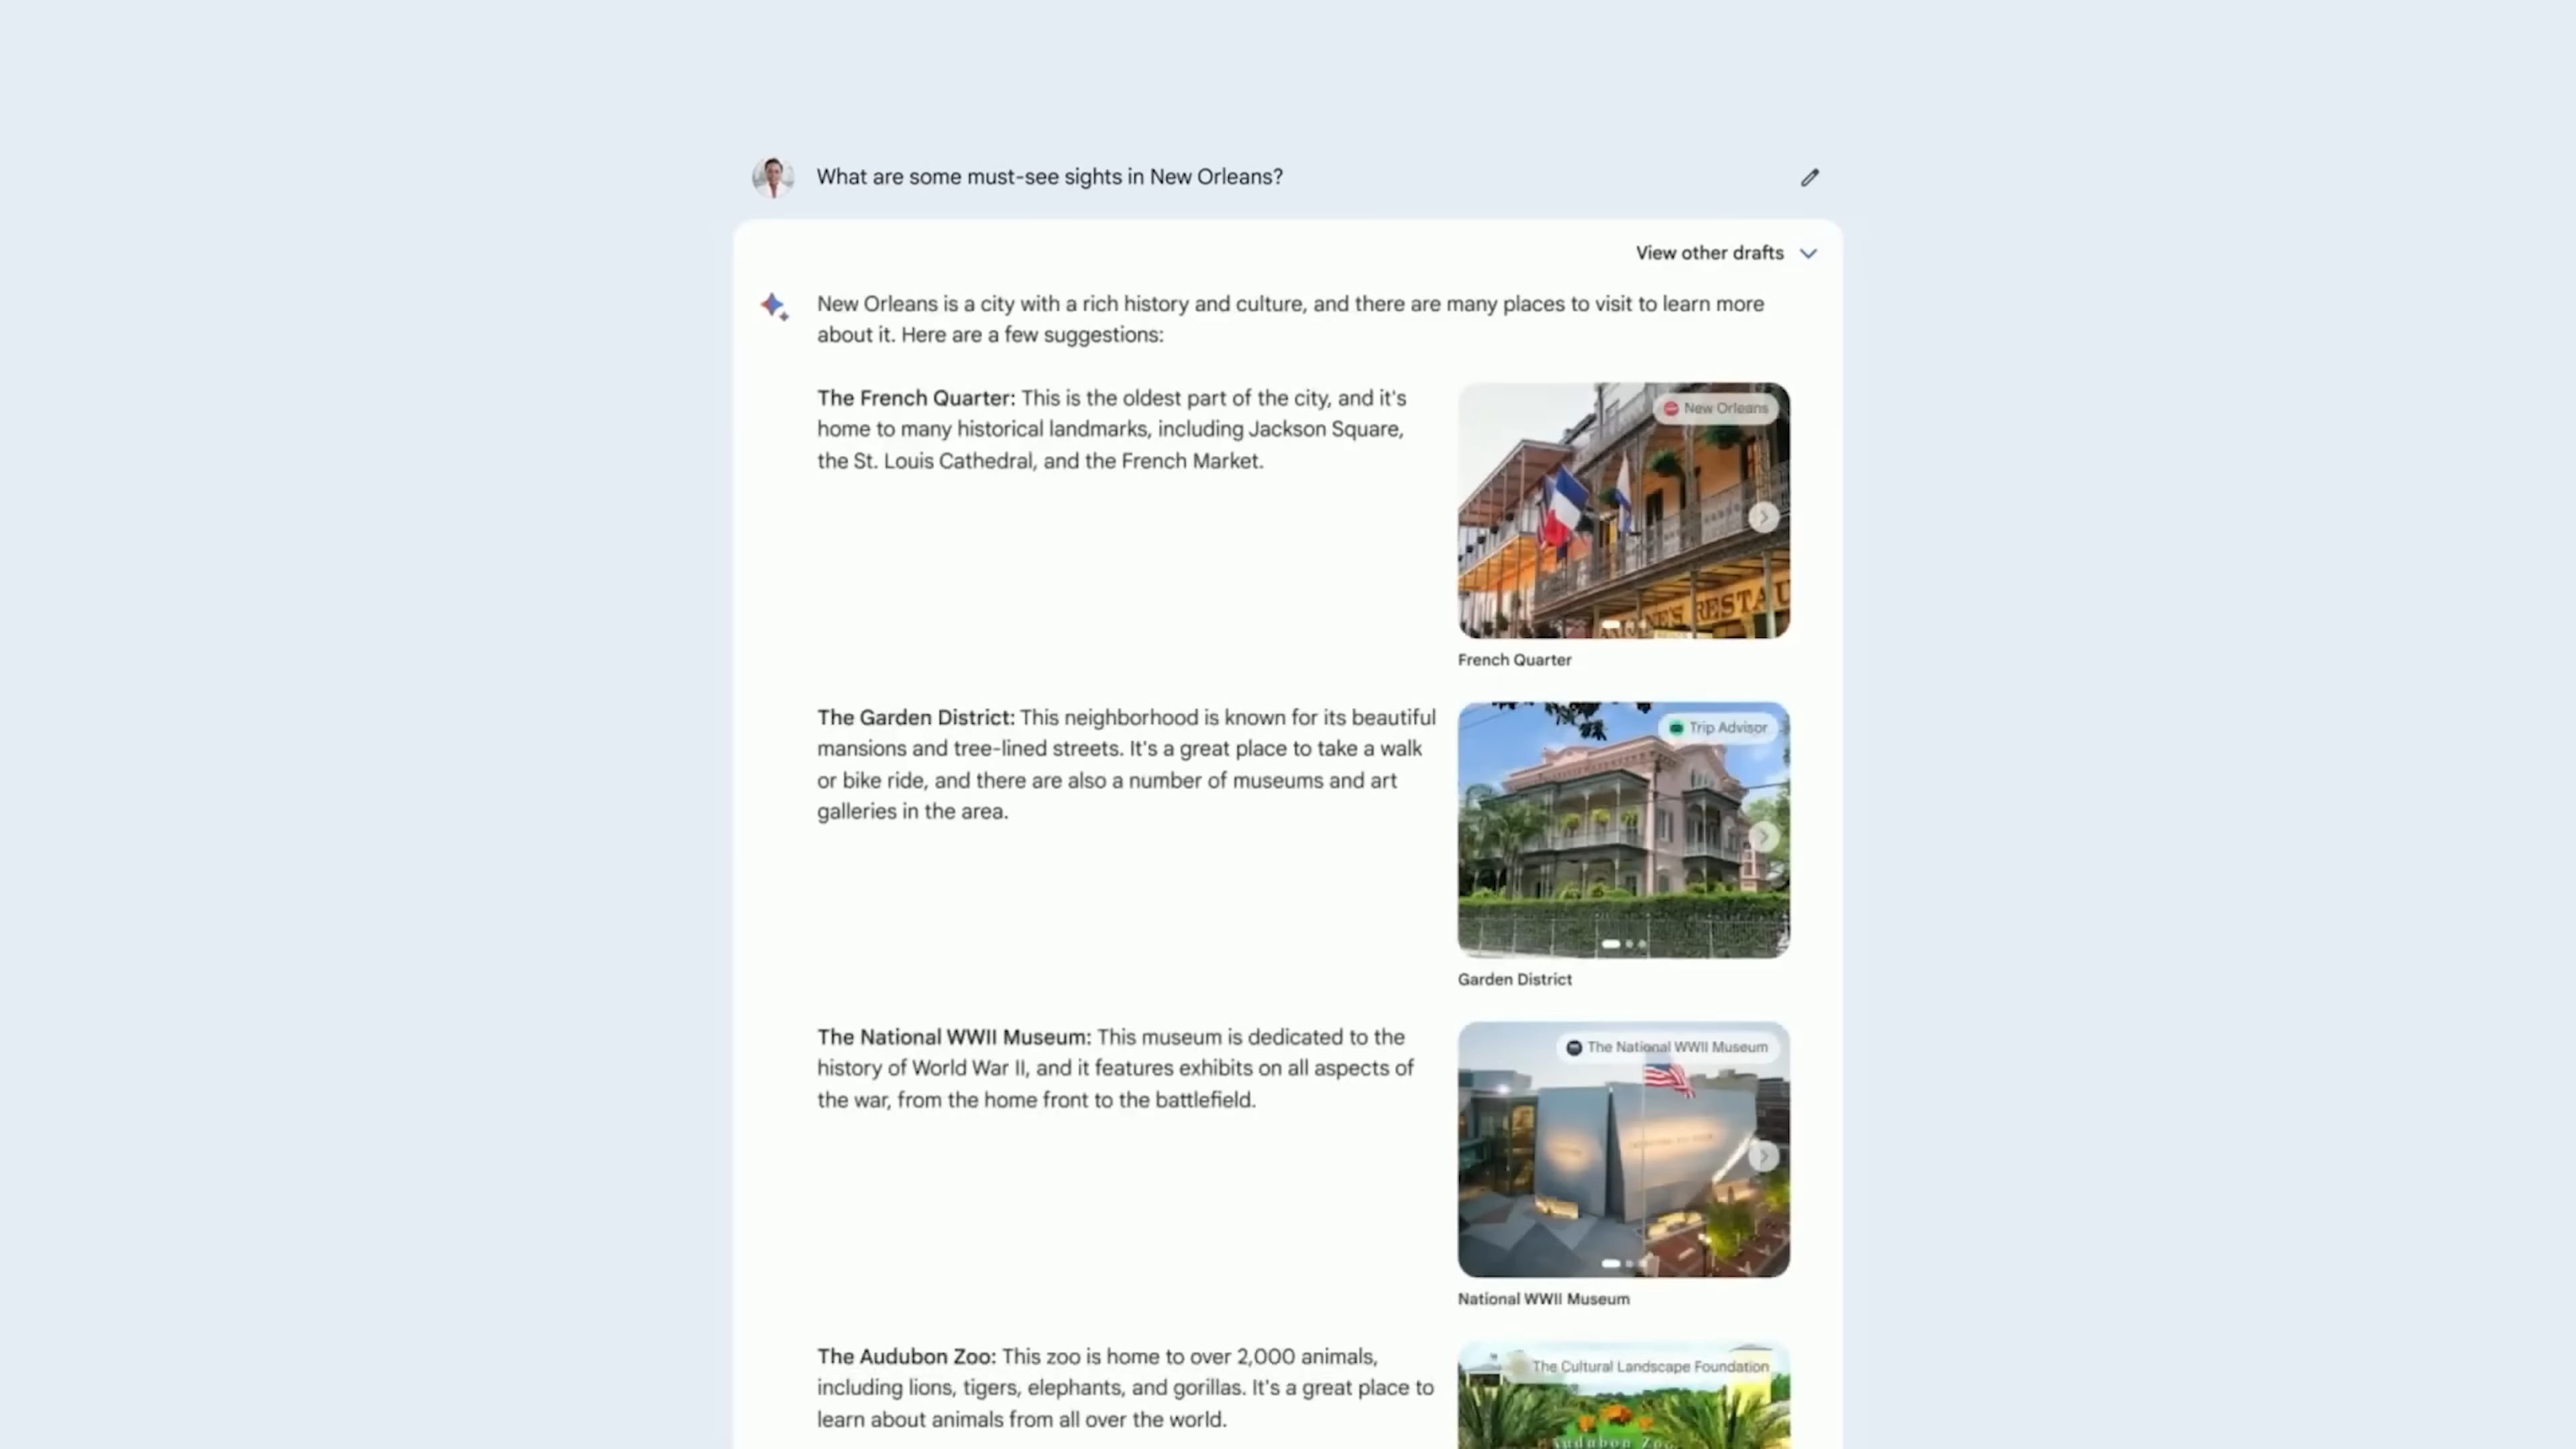 What are some must-see sights in New Orleans?
View other drafts
New Orleans is a city with a rich history and culture, and there are many places to visit to learn more
about it. Here are a few suggestions:
The French Quarter: This is the oldest part of the city, and it's
home to many historical landmarks, including Jackson Square,
the St. Louis Cathedral, and the French Market.
New Orleans
RESTAU
French Quarter
The Garden District: This neighborhood is known for its beautiful
mansions and tree-lined streets. It's a great place to take a walk
or bike ride, and there are also a number of museums and art
galleries in the area.
Trip Advisor
Garden District
The National WWII Museum: This museum is dedicated to the
history of World War II, and it features exhibits on all aspects of
the war, from the home front to the battlefield.
The National WWII Museum
National WWII Museum
The Audubon Zoo: This zoo is home to over 2,000 animals,
including lions, tigers, elephants, and gorillas. It's a great place to
learn about animals from all over the world.
The Cultural Landscape Foundation
Audubon Zoo